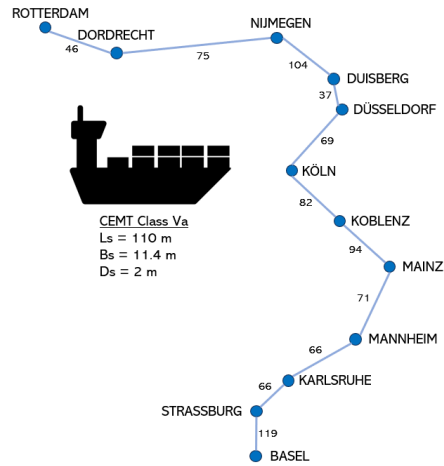 ROTTERDAM
DORDRECHT
NIJMEGEN
46
75
104
DUISBERG
37
DÜSSELDORF
69
KÖLN
82
KOBLENZ
94
MAINZ
71
MANNHEIM
66
KARLSRUHE
66
STRASSBURG
119
BASEL
CEMT Class Va
Ls = 110 m
Bs = 11.4 m
Ds = 2 m